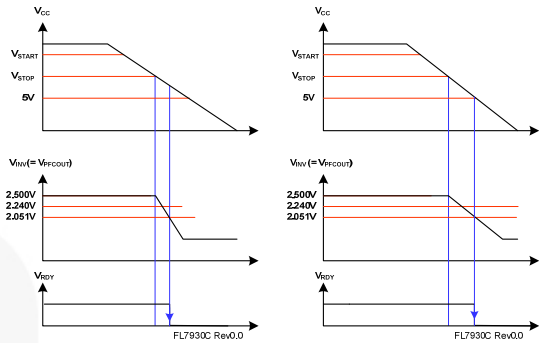 VCC
VSTART
VSTOP
5V
VINV(= VPFCOUT)
2.500V
2.240V
2.051V
VRDY
FL7930C Rev0.0
VCC
VSTART
VSTOP
5V
VINV(= VPFCOUT)
2.500V
2.240V
2.051V
VRDY
FL7930C Rev0.0